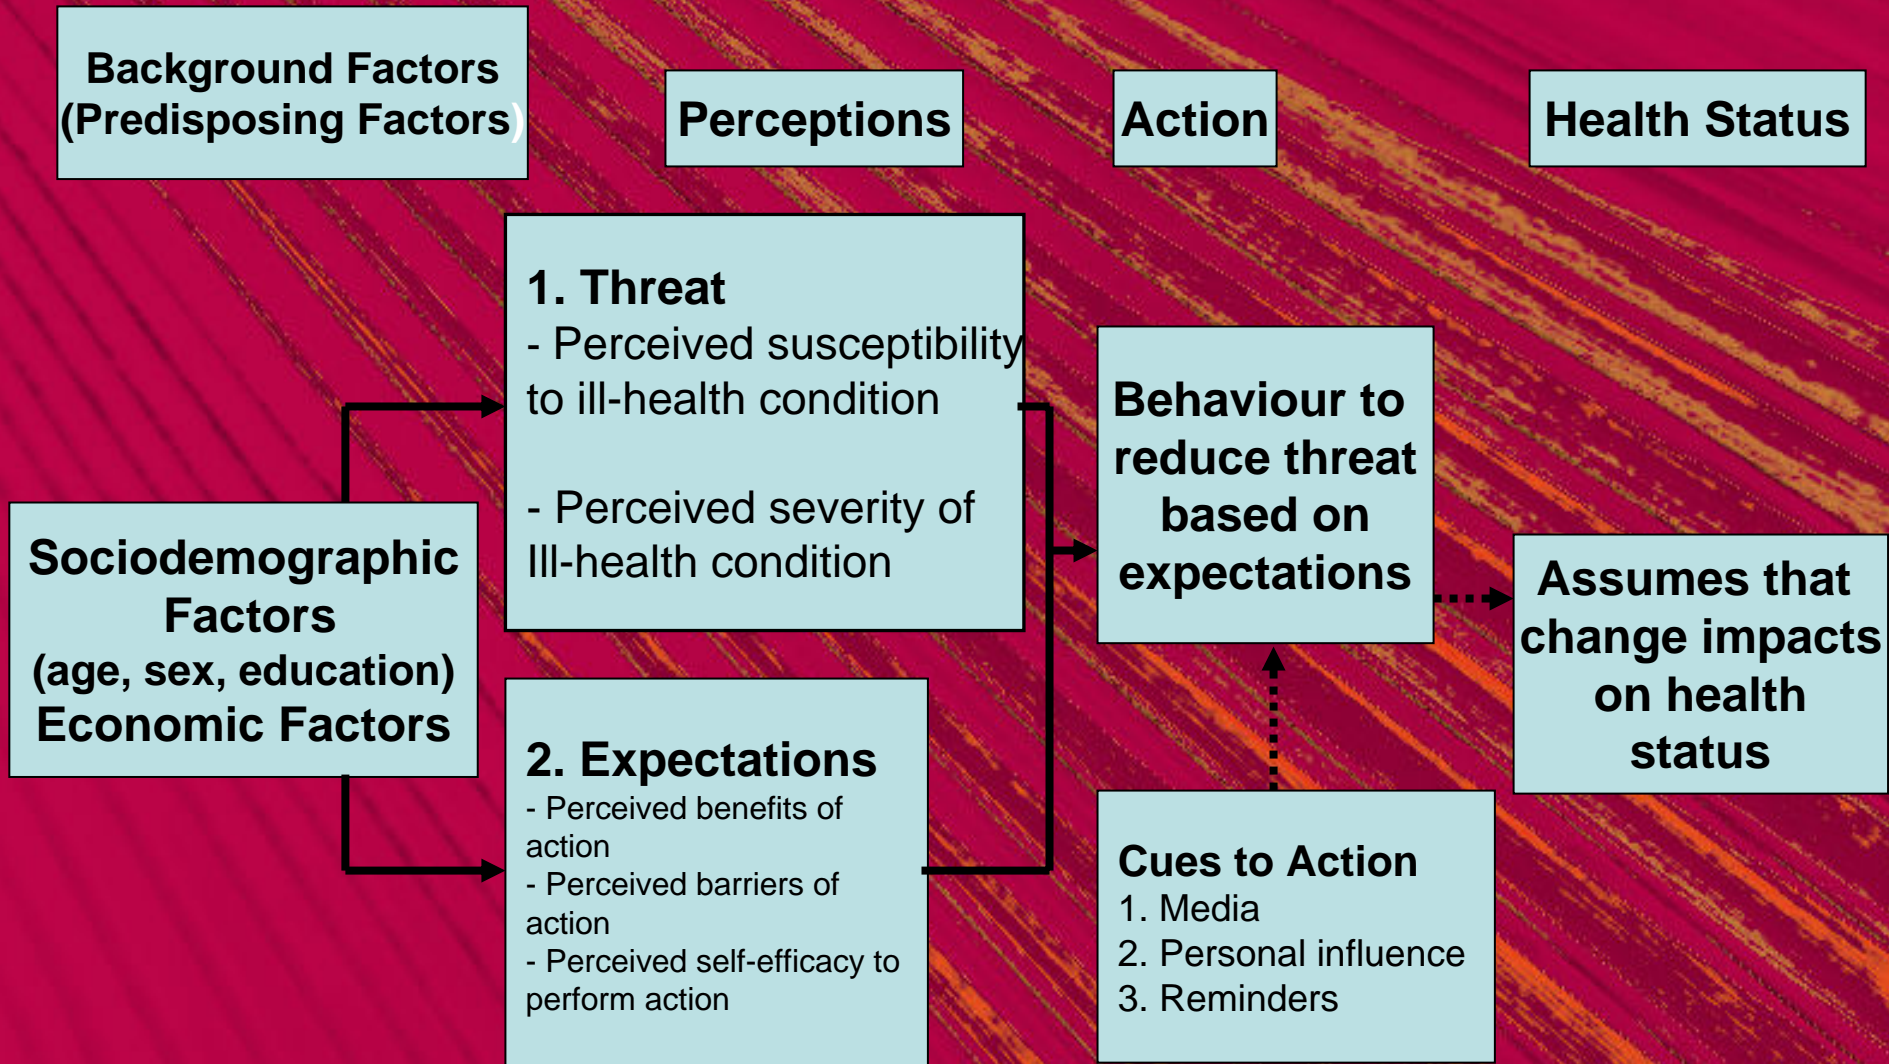 Background Factors
(Predisposing Factors)
Perceptions
Action
Health Status
1. Threat
- Perceived susceptibility
to ill-health condition
- Perceived severity of
Ill-health condition
Sociodemographic
Factors
(age, sex, education)
Economic Factors
2. Expectations
- Perceived benefits of
action
- Perceived barriers of
action
- Perceived self-efficacy to
perform action
Behaviour to
reduce threat
based on
expectations
Cues to Action
1. Media
2. Personal influence
3. Reminders
Assumes that
change impacts
on health
status